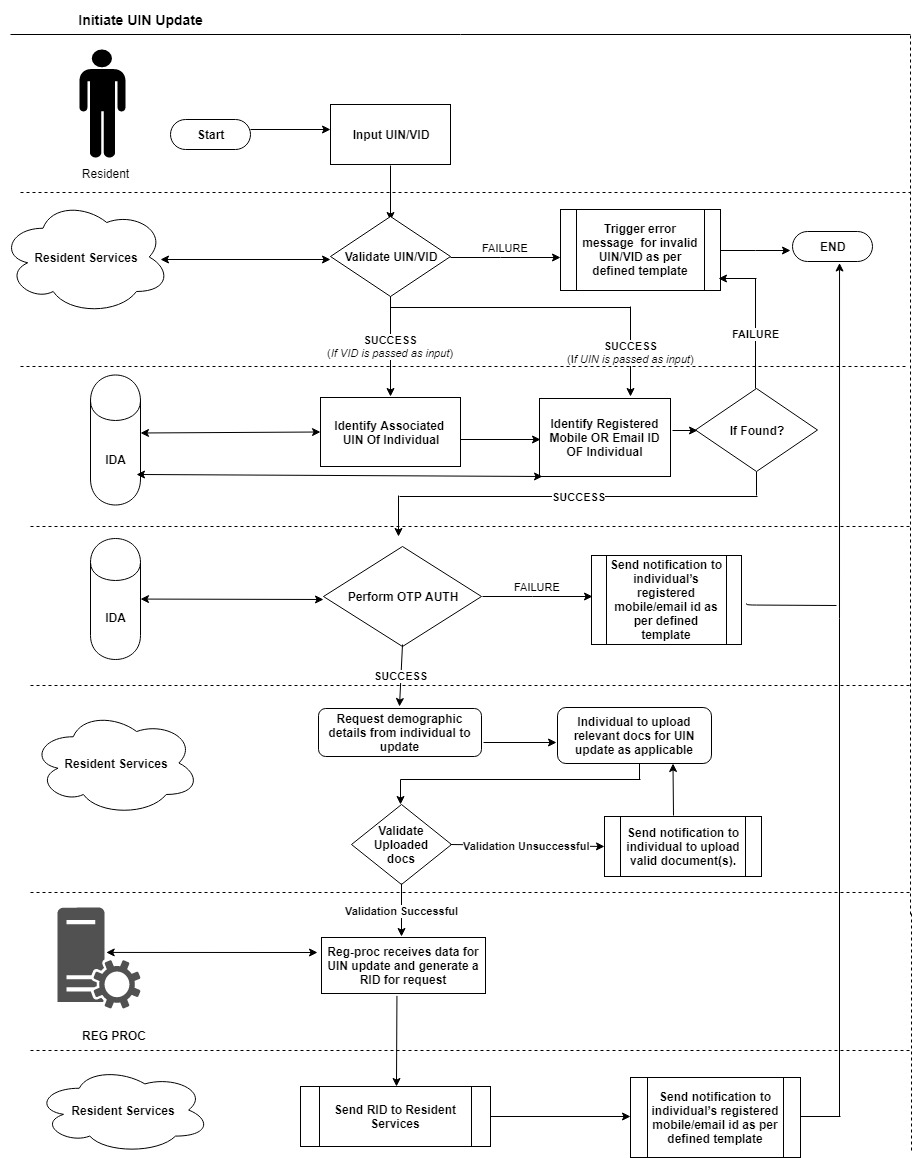 Initiate UIN Update
Resident
Start
Input UIN/VID
Resident Services
Validate UIN/VID
FAILURE
Trigger error
message for invalid
UIN/VID as per
defined template
END
SUCCESS
(If VID is passed as input)
SUCCESS
(If UIN is passed as input)
FAILURE
IDA
Identify Associated
UIN Of Individual
Identify Registered
Mobile OR Email ID
OF Individual
If Found?
SUCCESS
IDA
Perform OTP AUTH
FAILURE
Send notification to
individual's
registered
mobile/email id as
per defined
template
SUCCESS
Resident Services
Request demographic
details from individual to
update
Individual to upload
relevant docs for UIN
update as applicable
Validate
Uploaded
docs
Validation Unsuccessful
Send notification to
individual to upload
valid document(s).
Validation Successful
REG PROC
Reg-proc receives data for
UIN update and generate a
RID for request
Resident Services
Send RID to Resident
Services
Send notification to
individual's registered
mobile/email id as per
defined template